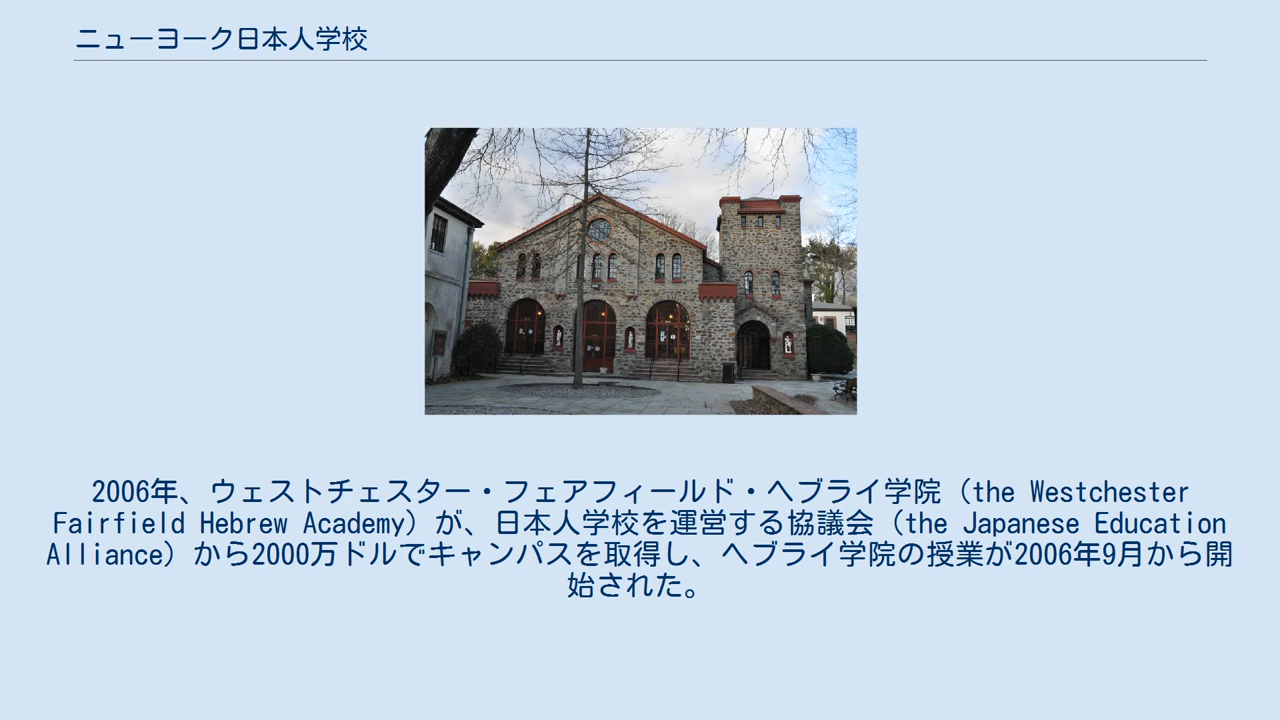 ニューヨーク日本人学校
2006年、ウェストチェスター・フェアフィールド・ヘブライ学院（the Westchester
Fairfield Hebrew Academy）が、日本人学校を運営する協議会（the Japanese Education
Alliance）から2000万ドルでキャンパスを取得し、ヘブライ学院の授業が2006年9月から開
始された。